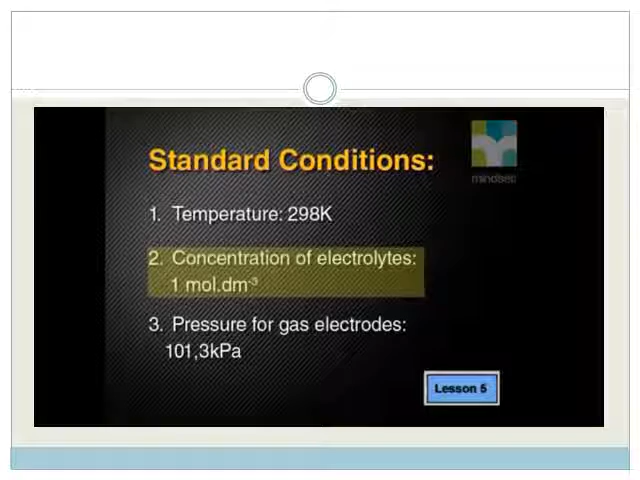 mindset
Standard Conditions:
1. Temperature: 298K
2. Concentration of electrolytes:
1 mol.dm⁻³
3. Pressure for gas electrodes:
101,3kPa
Lesson 5